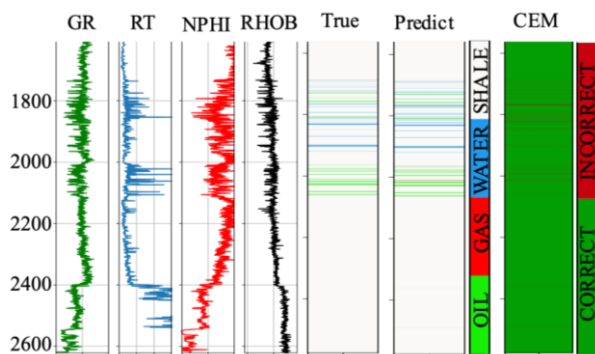 GR RT NPHI RHOB True Predict CEM
1800
2000
2200
2400
2600
SHALE
WATER
GAS
OIL
INCORRECT
CORRECT